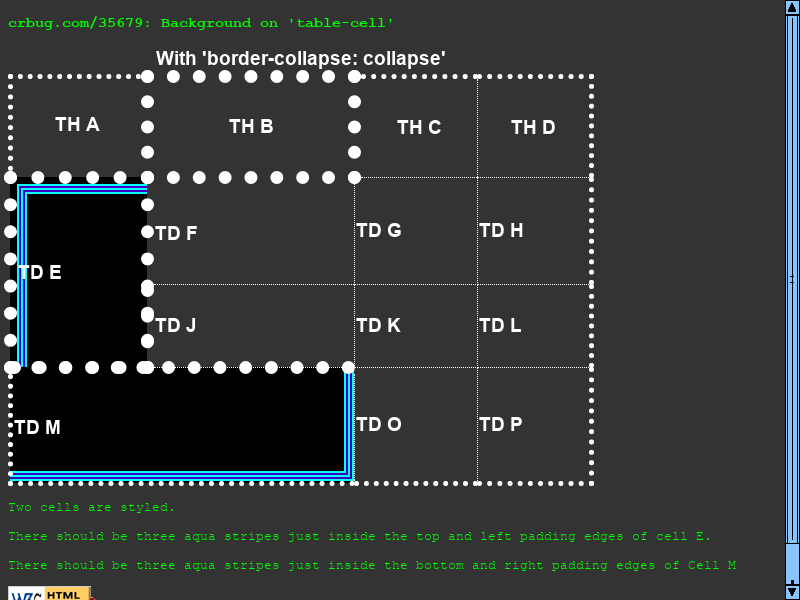 crbug.com/35679: Background on 'table-cell'
With 'border-collapse: collapse'
TH A TH B TH C TH D
TD E TD F TD G TD H
TD J TD K TD L
TD M TD O TD P
Two cells are styled.
There should be three aqua stripes just inside the top and left padding edges of cell E.
There should be three aqua stripes just inside the bottom and right padding edges of Cell M
W3C HTML